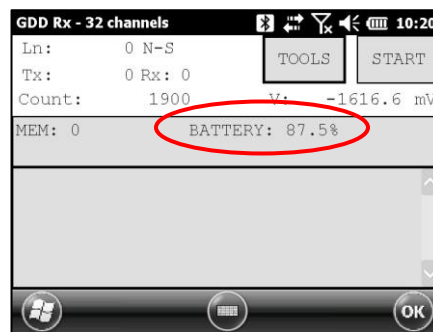 GDD Rx - 32 channels 10:20
Ln: 0 N-S
Tx: 0 Rx: 0
TOOLS START
Count: 1900 V: -1616.6 mV
MEM: 0 BATTERY: 87.5%
OK